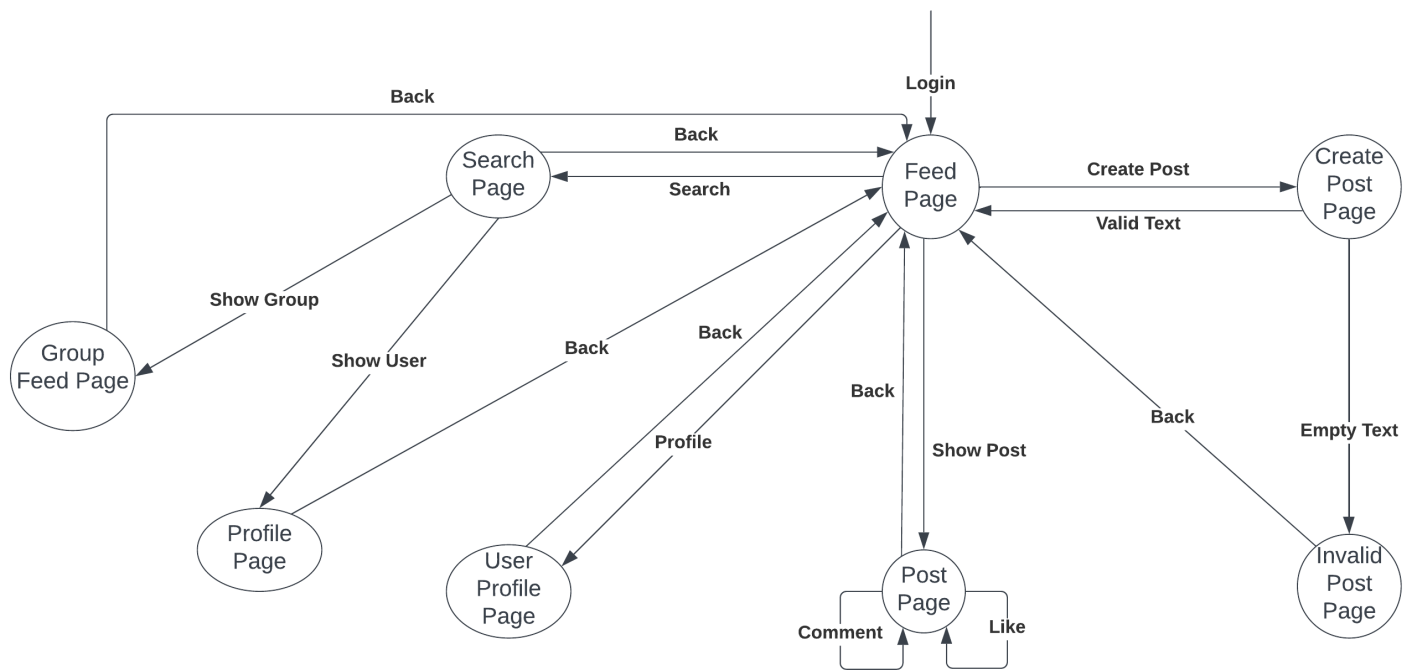 Login
Back
Back
Search
Page
Search
Feed
Page
Create Post
Valid Text
Create
Post
Page
Show Group
Group
Feed Page
Show User
Back
Back
Profile
Back
Show Post
Back
Empty Text
Profile
Page
User
Profile
Page
Post
Page
Invalid
Post
Page
Comment
Like